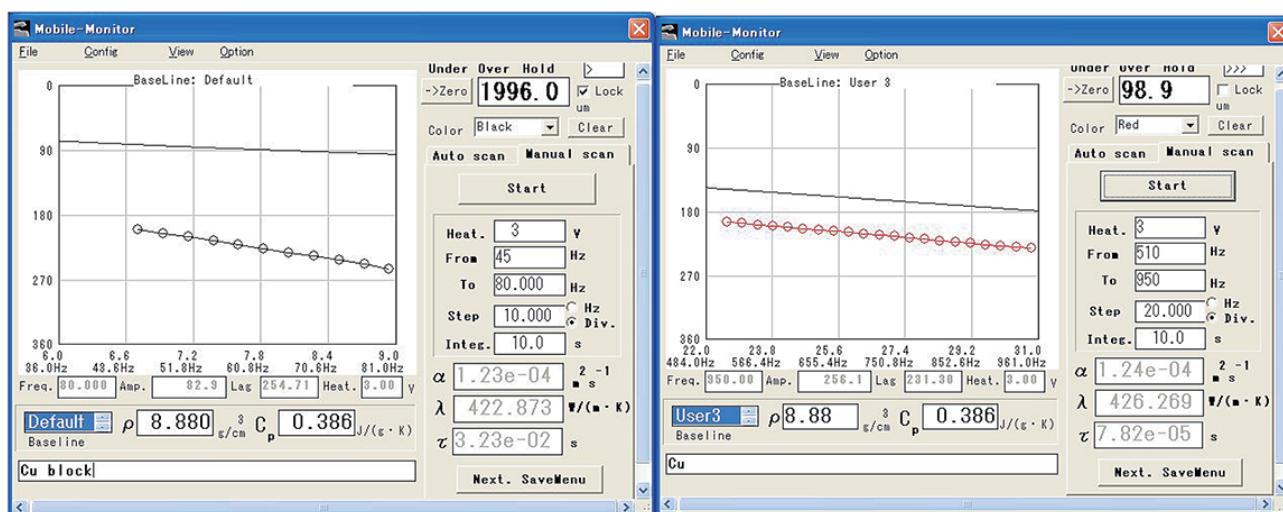 Mobile-Monitor
File Config View Option
BaseLine: Default
0
90
180
270
360
6.0 6.6 7.2 7.8 8.4 9.0
36.0Hz 43.6Hz 51.8Hz 60.8Hz 70.6Hz 81.0Hz
Under Over Hold >
->Zero 1996.0 Lock
um
Color Black Clear
Auto scan Manual scan
Start
Heat. 3 V
From 45 Hz
To 80.000 Hz
Step 10.000 Hz
Div.
Integ. 10.0 s
Freq. 80.000 Amp. 82.9 Lag 254.71 Heat. 3.00 V
α 1.23e-04 m 2 s -1
λ 422.873 W/(m・K)
τ 3.23e-02 s
Default ρ 8.880 g/cm 3 Cp 0.386 J/(g・K)
Baseline
Cu block
Next. SaveMenu
Mobile-Monitor
File Config View Option
BaseLine: User 3
0
90
180
270
360
22.0 23.8 25.6 27.4 29.2 31.0
484.0Hz 566.4Hz 655.4Hz 750.8Hz 852.6Hz 961.0Hz
Under Over Hold >>>
->Zero 98.9 Lock
um
Color Red Clear
Auto scan Manual scan
Start
Heat. 3 V
From 510 Hz
To 950 Hz
Step 20.000 Hz
Div.
Integ. 10.0 s
Freq. 950.00 Amp. 256.1 Lag 231.30 Heat. 3.00 V
α 1.24e-04 m 2 s -1
λ 426.269 W/(m・K)
τ 7.82e-05 s
User3 ρ 8.88 g/cm 3 Cp 0.386 J/(g・K)
Baseline
Cu
Next. SaveMenu